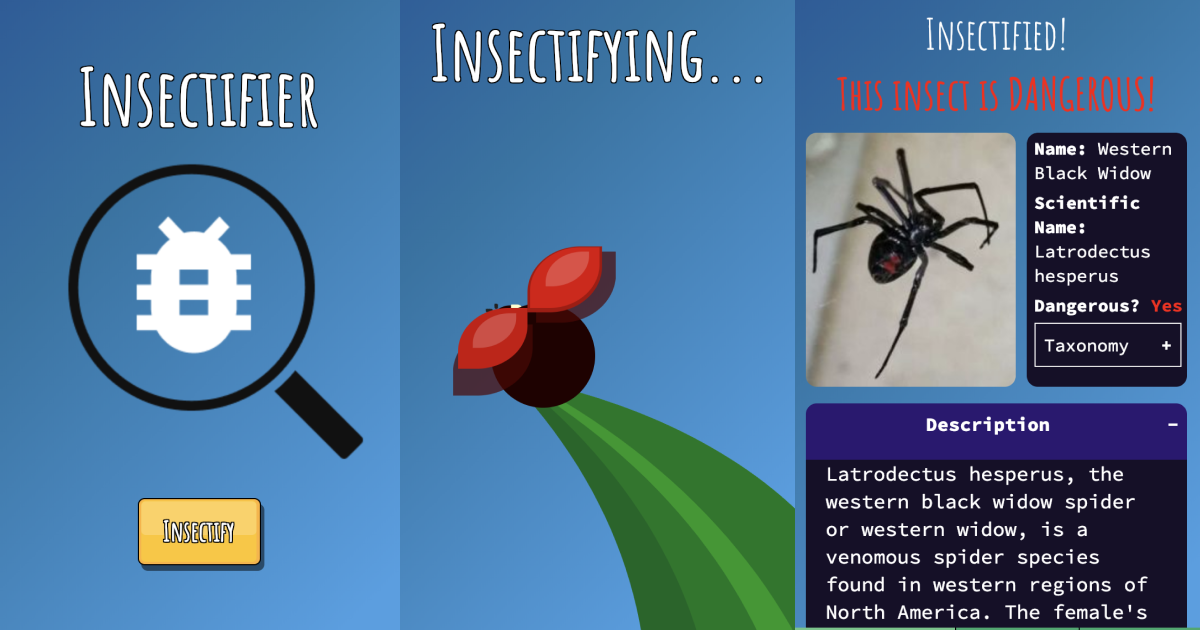 Insectifier
Insectify
Insectifying...
Insectified!
This insect is DANGEROUS!
Name: Western
Black Widow
Scientific
Name:
Latrodectus
hesperus
Dangerous? Yes
Taxonomy +
Description −
Latrodectus hesperus, the
western black widow spider
or western widow, is a
venomous spider species
found in western regions of
North America. The female's